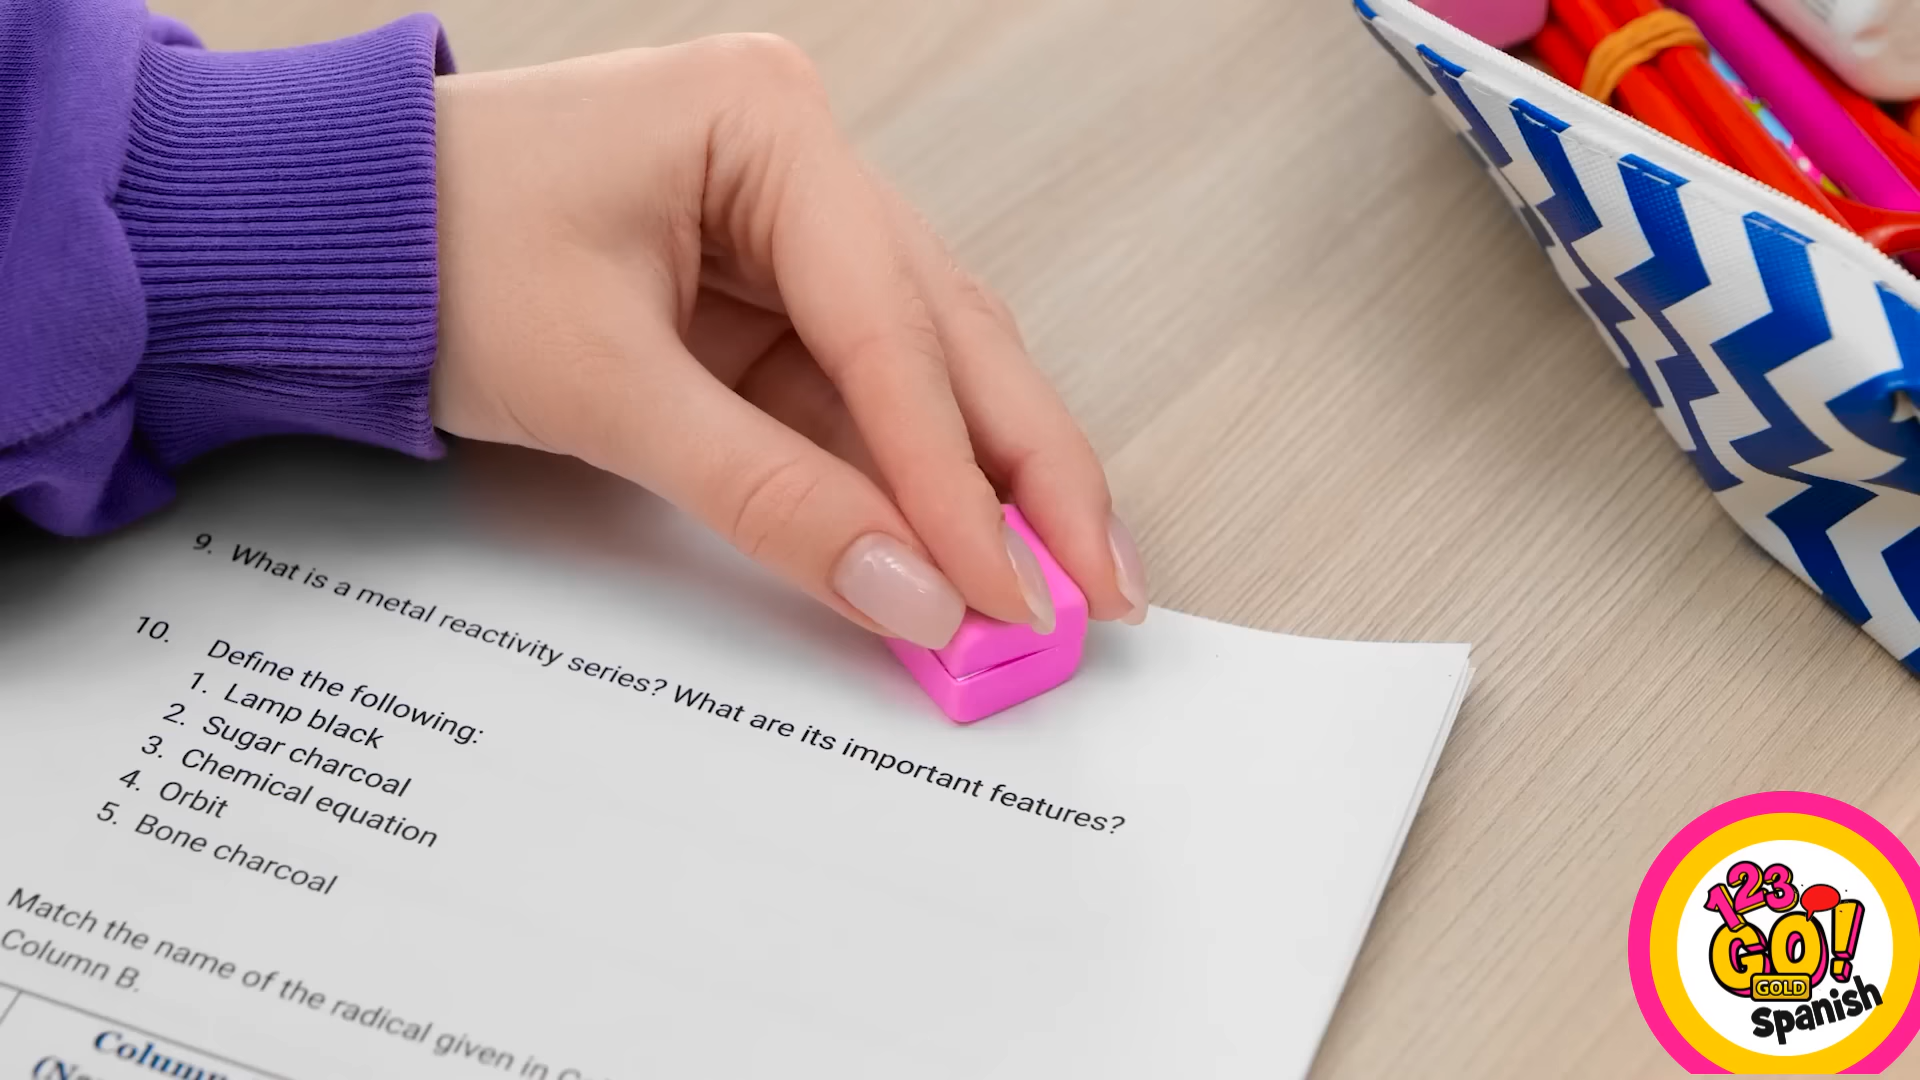 9. What is a metal reactivity series? What are its important features?
10. Define the following:
1. Lamp black
2. Sugar charcoal
3. Chemical equation
4. Orbit
5. Bone charcoal
Match the name of the radical given in
Column B.
123
GO!
GOLD
Spanish